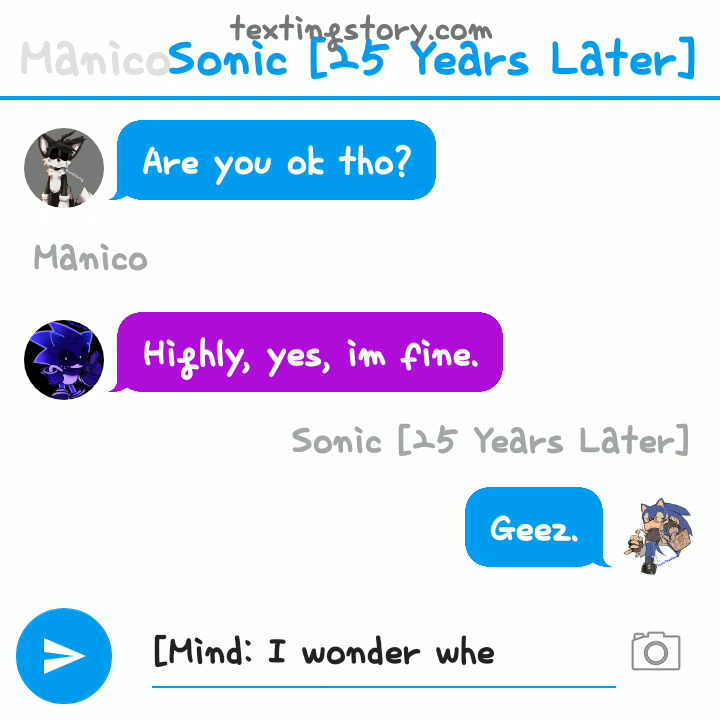 textingstory.com
Manico Sonic [25 Years Later]
Are you ok tho?
Manico
Highly, yes, im fine.
Sonic [25 Years Later]
Geez.
[Mind: I wonder whe